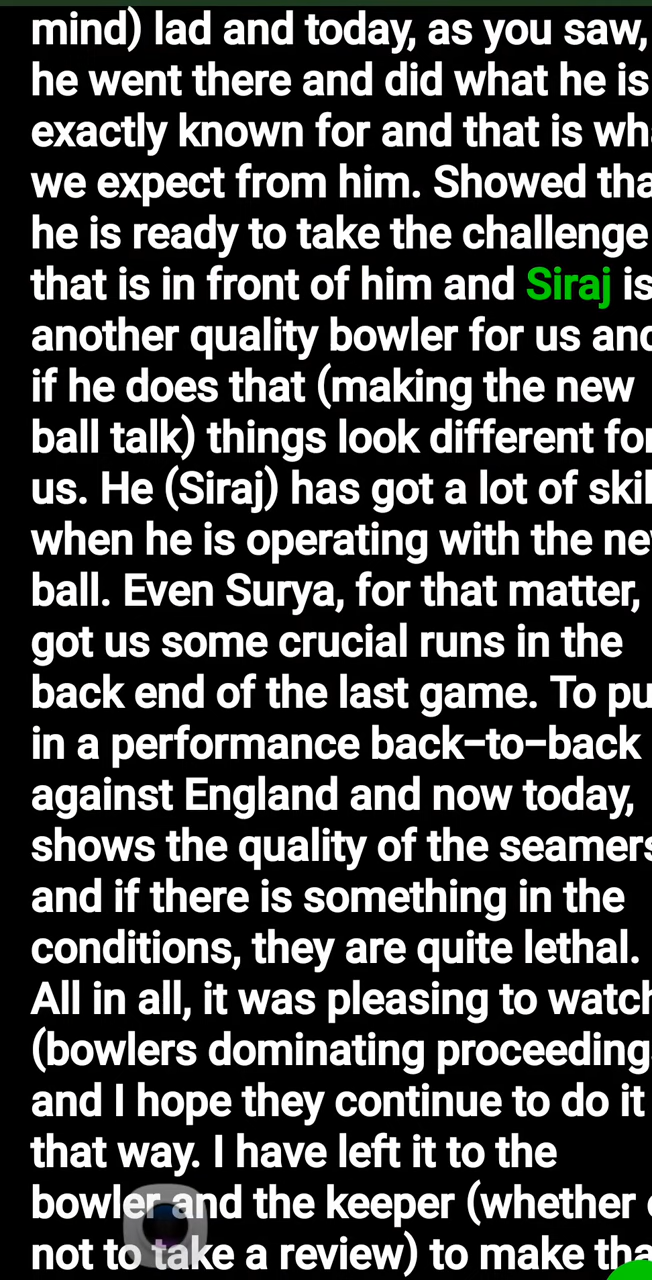 mind) lad and today, as you saw,
he went there and did what he is
exactly known for and that is wh
we expect from him. Showed tha
he is ready to take the challenge
that is in front of him and Siraj is
another quality bowler for us and
if he does that (making the new
ball talk) things look different for
us. He (Siraj) has got a lot of skil
when he is operating with the ne
ball. Even Surya, for that matter,
got us some crucial runs in the
back end of the last game. To pu
in a performance back-to-back
against England and now today,
shows the quality of the seamers
and if there is something in the
conditions, they are quite lethal.
All in all, it was pleasing to watch
(bowlers dominating proceeding
and I hope they continue to do it
that way. I have left it to the
bowler and the keeper (whether
not to take a review) to make tha